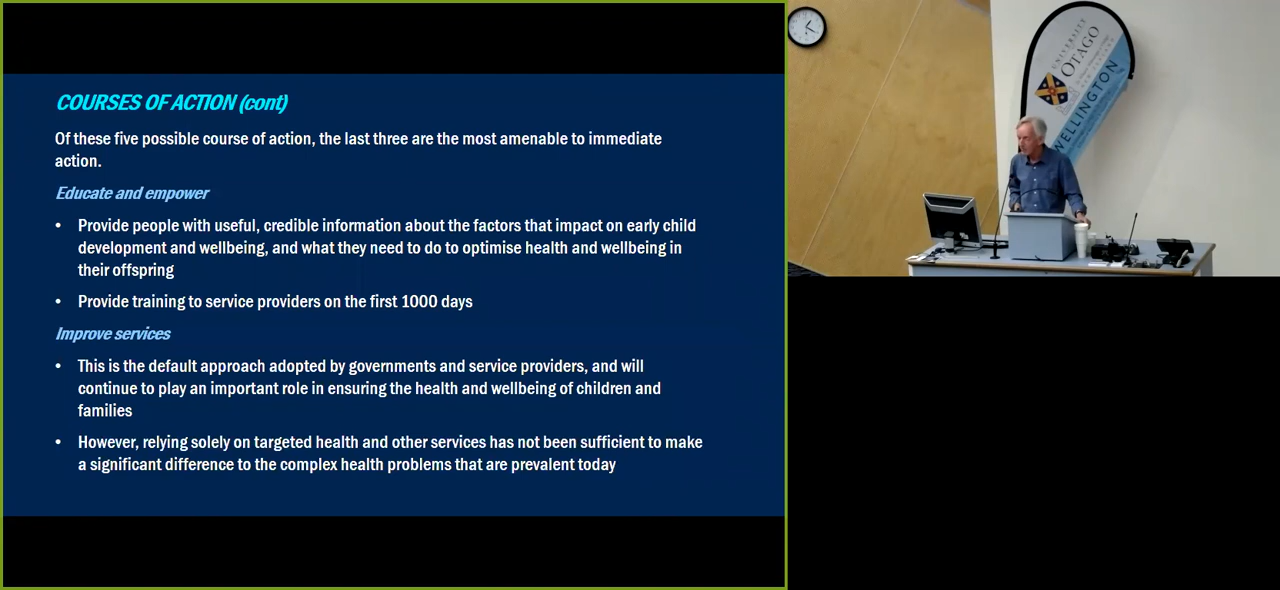 COURSES OF ACTION (cont)
Of these five possible course of action, the last three are the most amenable to immediate
action.
Educate and empower
• Provide people with useful, credible information about the factors that impact on early child
development and wellbeing, and what they need to do to optimise health and wellbeing in
their offspring
• Provide training to service providers on the first 1000 days
Improve services
• This is the default approach adopted by governments and service providers, and will
continue to play an important role in ensuring the health and wellbeing of children and
families
• However, relying solely on targeted health and other services has not been sufficient to make
a significant difference to the complex health problems that are prevalent today
UNIVERSITY
OTAGO
WELLINGTON